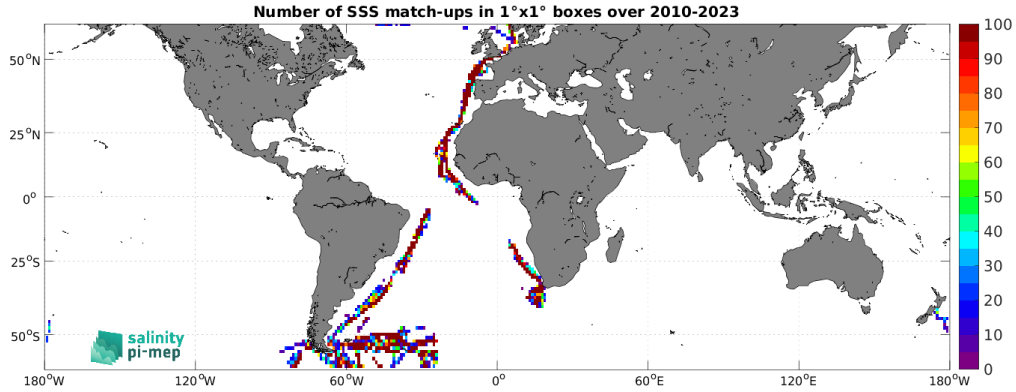 Number of SSS match-ups in 1°x1° boxes over 2010-2023
100
90
80
70
60
50
40
30
20
10
0
50°N
25°N
0°
25°S
50°S
salinity
pi-mep
180°W
120°W
60°W
0°
60°E
120°E
180°W